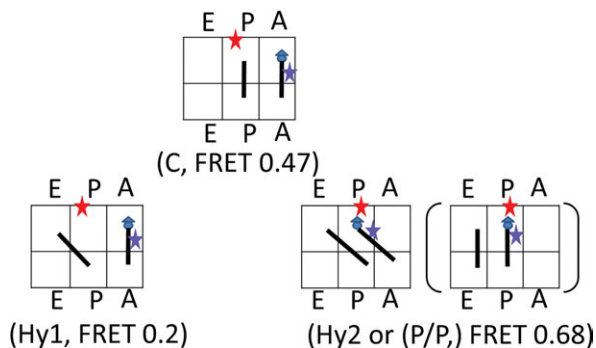 E P A
E P A
(C, FRET 0.47)
E P A
E P A
(Hy1, FRET 0.2)
E P A
E P A
E P A
E P A
(Hy2 or (P/P,) FRET 0.68)